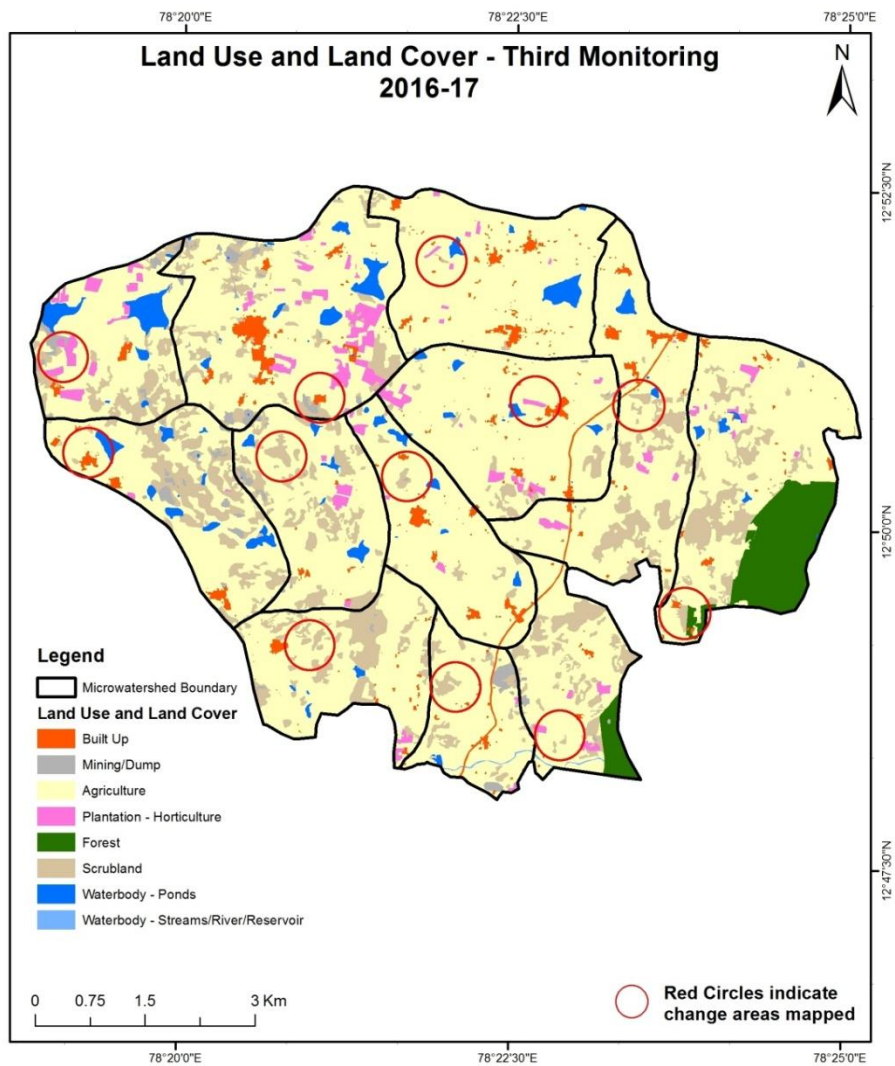 78°20'0"E 78°22'30"E 78°25'0"E
Land Use and Land Cover - Third Monitoring
2016-17
N
12°52'30"N
12°50'0"N
12°47'30"N
Legend
Microwatershed Boundary
Land Use and Land Cover
Built Up
Mining/Dump
Agriculture
Plantation - Horticulture
Forest
Scrubland
Waterbody - Ponds
Waterbody - Streams/River/Reservoir
0 0.75 1.5 3 Km
Red Circles indicate
change areas mapped
78°20'0"E 78°22'30"E 78°25'0"E